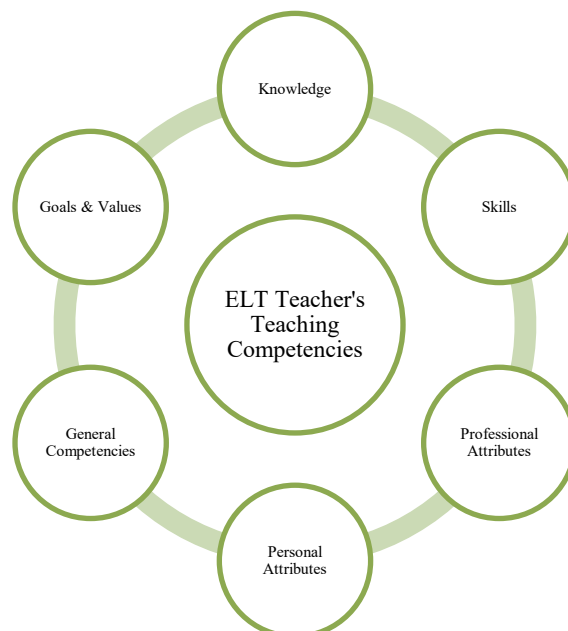 Knowledge
Goals & Values
Skills
ELT Teacher's
Teaching
Competencies
General
Competencies
Professional
Attributes
Personal
Attributes